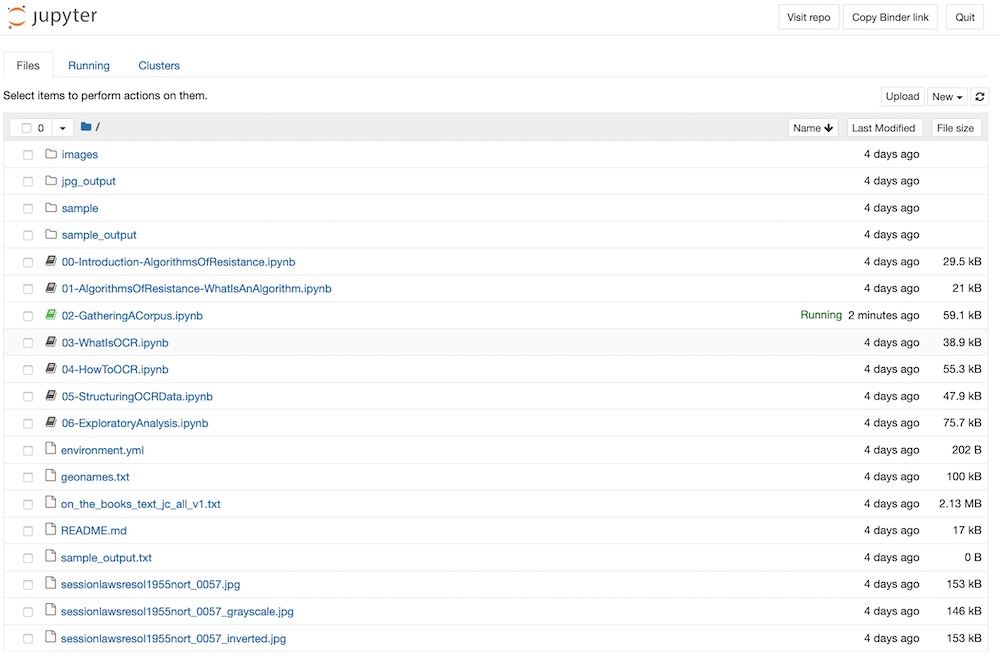 jupyter Visit repo Copy Binder link Quit
Files Running Clusters
Select items to perform actions on them. Upload New
0 / Name Last Modified File size
images 4 days ago
jpg_output 4 days ago
sample 4 days ago
sample_output 4 days ago
00-Introduction-AlgorithmsOfResistance.ipynb 4 days ago 29.5 kB
01-AlgorithmsOfResistance-WhatIsAnAlgorithm.ipynb 4 days ago 21 kB
02-GatheringACorpus.ipynb Running 2 minutes ago 59.1 kB
03-WhatIsOCR.ipynb 4 days ago 38.9 kB
04-HowToOCR.ipynb 4 days ago 55.3 kB
05-StructuringOCRData.ipynb 4 days ago 47.9 kB
06-ExploratoryAnalysis.ipynb 4 days ago 75.7 kB
environment.yml 4 days ago 202 B
geonames.txt 4 days ago 100 kB
on_the_books_text_jc_all_v1.txt 4 days ago 2.13 MB
README.md 4 days ago 17 kB
sample_output.txt 4 days ago 0 B
sessionlawsresol1955nort_0057.jpg 4 days ago 153 kB
sessionlawsresol1955nort_0057_grayscale.jpg 4 days ago 146 kB
sessionlawsresol1955nort_0057_inverted.jpg 4 days ago 153 kB